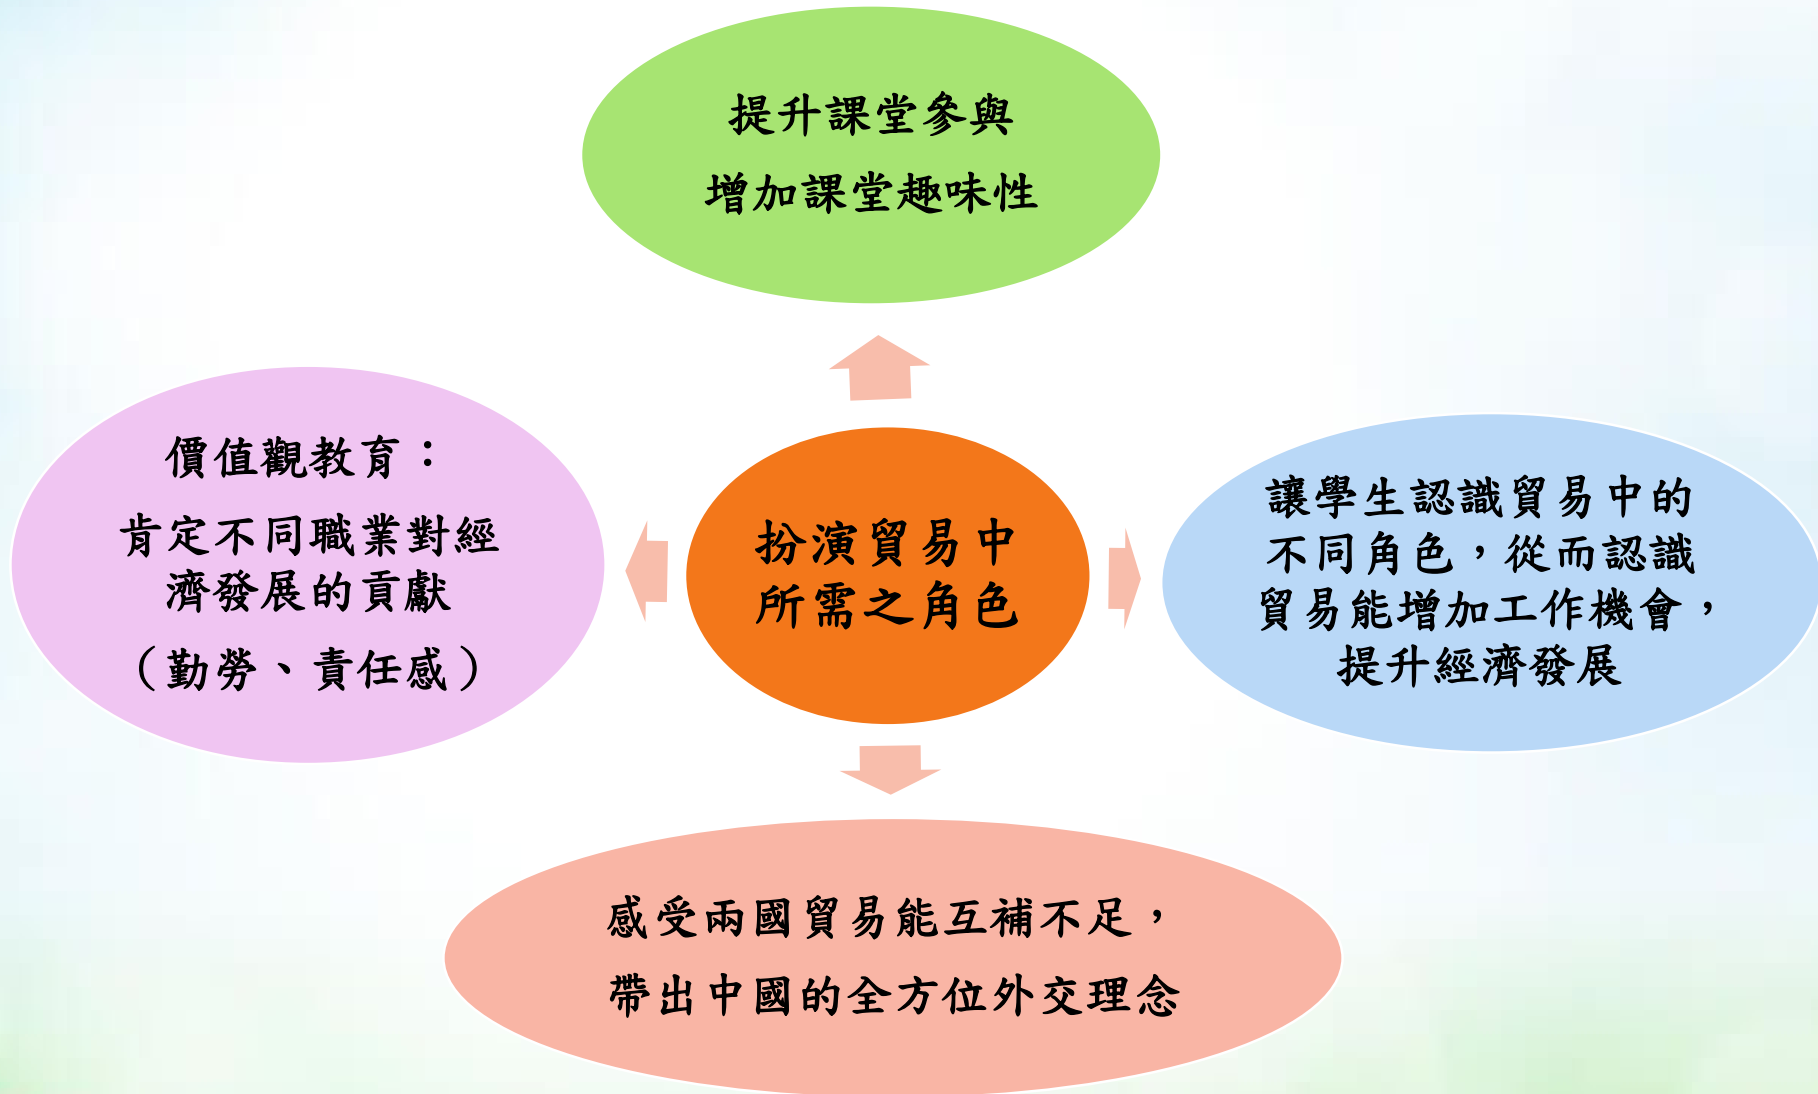 提升課堂參與
增加課堂趣味性
價值觀教育：
肯定不同職業對經
濟發展的貢獻
（勤勞、責任感）
扮演貿易中
所需之角色
讓學生認識貿易中的
不同角色，從而認識
貿易能增加工作機會，
提升經濟發展
感受兩國貿易能互補不足，
帶出中國的全方位外交理念